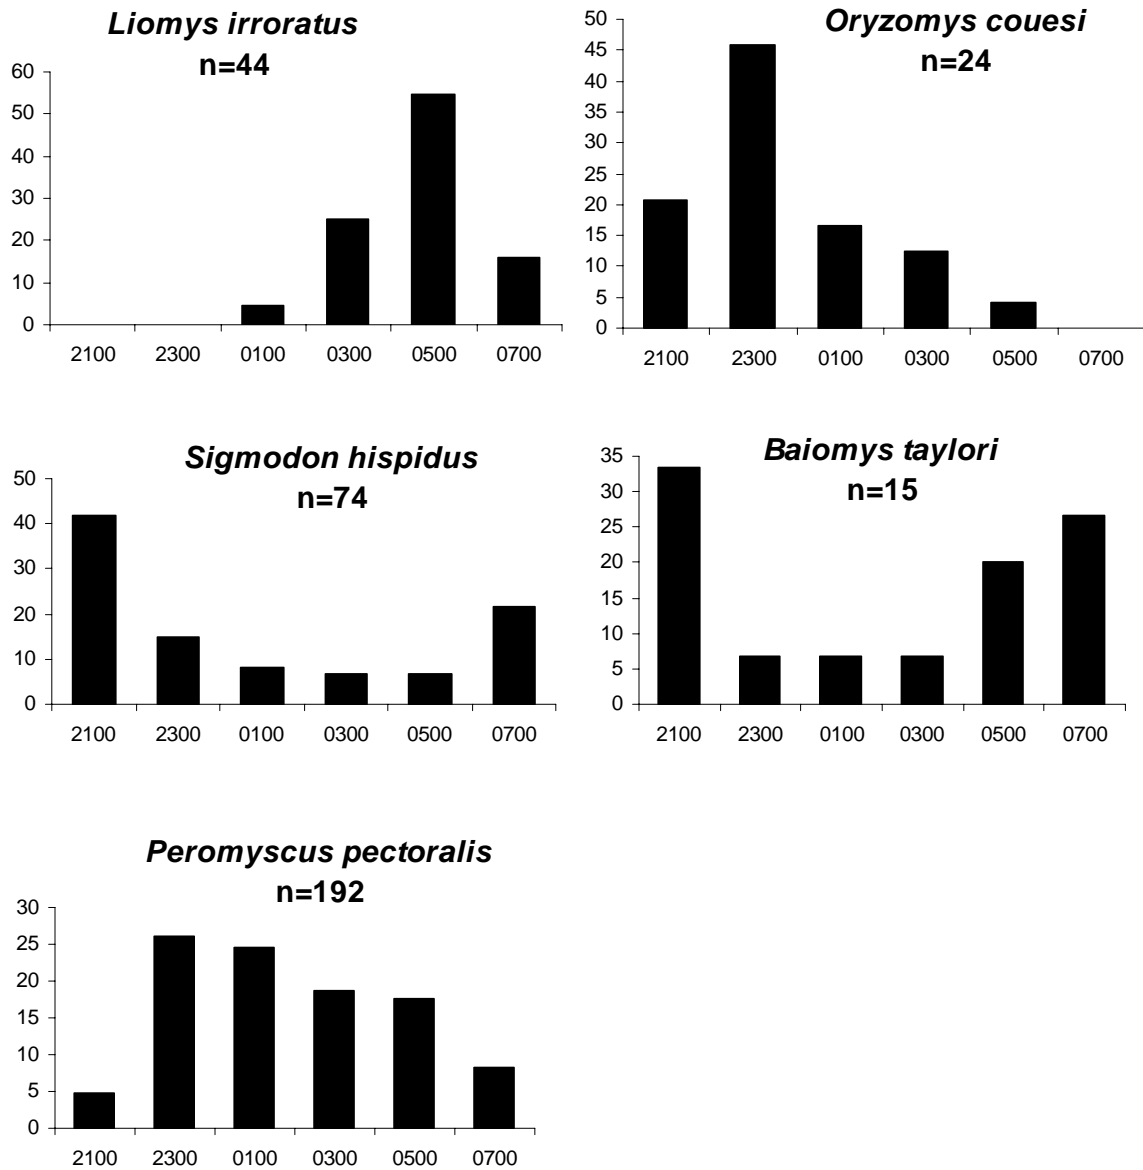 Liomys irroratus
n=44
60
50
40
30
20
10
0
2100 2300 0100 0300 0500 0700
Oryzomys couesi
n=24
50
45
40
35
30
25
20
15
10
5
0
2100 2300 0100 0300 0500 0700
Sigmodon hispidus
n=74
50
40
30
20
10
0
2100 2300 0100 0300 0500 0700
Baiomys taylori
n=15
35
30
25
20
15
10
5
0
2100 2300 0100 0300 0500 0700
Peromyscus pectoralis
n=192
30
25
20
15
10
5
0
2100 2300 0100 0300 0500 0700